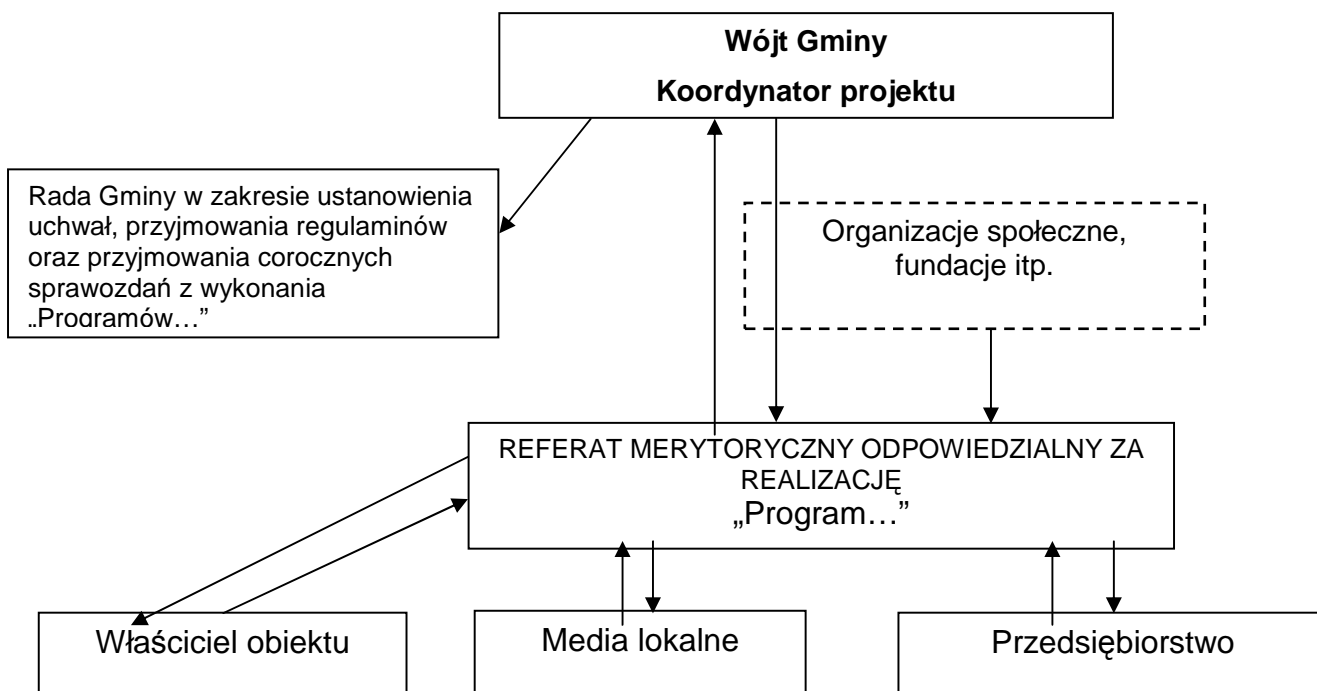 Wójt Gminy
Koordynator projektu
Rada Gminy w zakresie ustanowienia
uchwał, przyjmowania regulaminów
oraz przyjmowania corocznych
sprawozdań z wykonania
„Programów…”
Organizacje społeczne,
fundacje itp.
REFERAT MERYTORYCZNY ODPOWIEDZIALNY ZA
REALIZACJĘ
„Program…”
Właściciel obiektu
Media lokalne
Przedsiębiorstwo